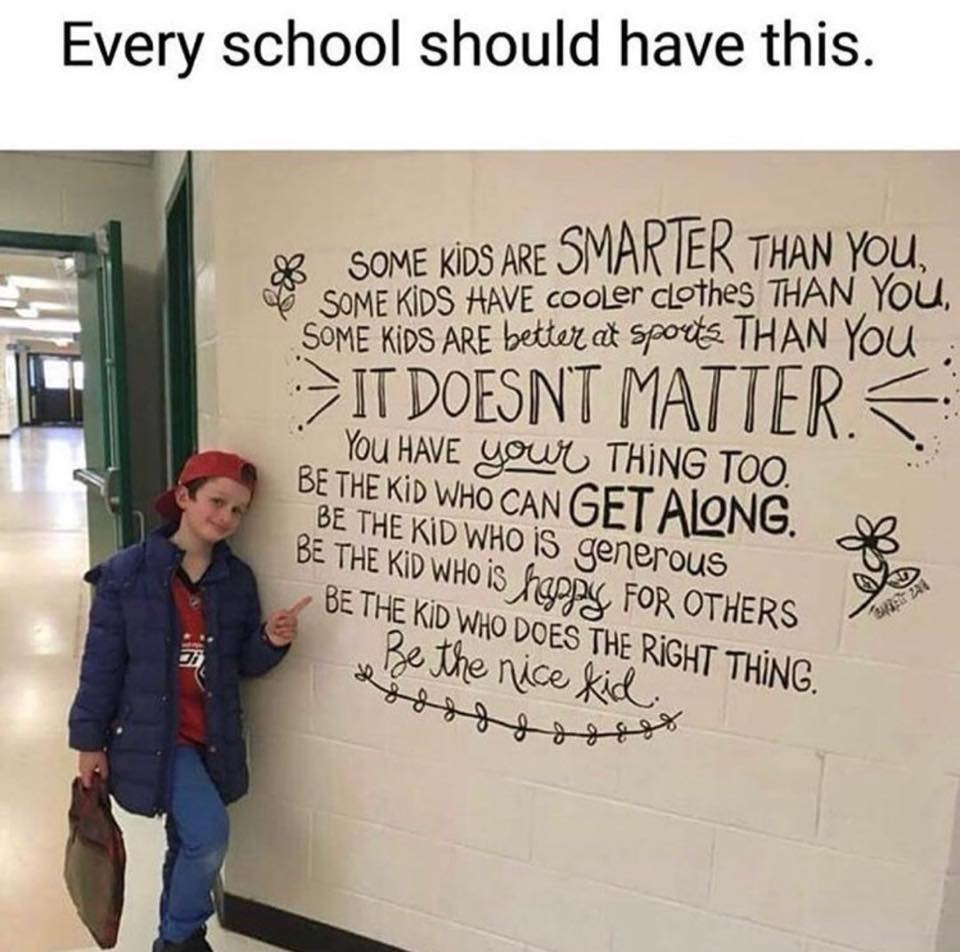 Every school should have this.
SOME KiDS ARE SMARTER THAN YOU,
SOME KiDS HAVE cooler clothes THAN YOU,
SOME KiDS ARE better at sports THAN YOU
IT DOESNT MATTER.
YOU HAVE your THiNG TOO.
BE THE KiD WHO CAN GET ALONG.
BE THE KiD WHO iS generous
BE THE KiD WHO iS happy FOR OTHERS
BE THE KiD WHO DOES THE RiGHT THiNG.
Be the nice kid.